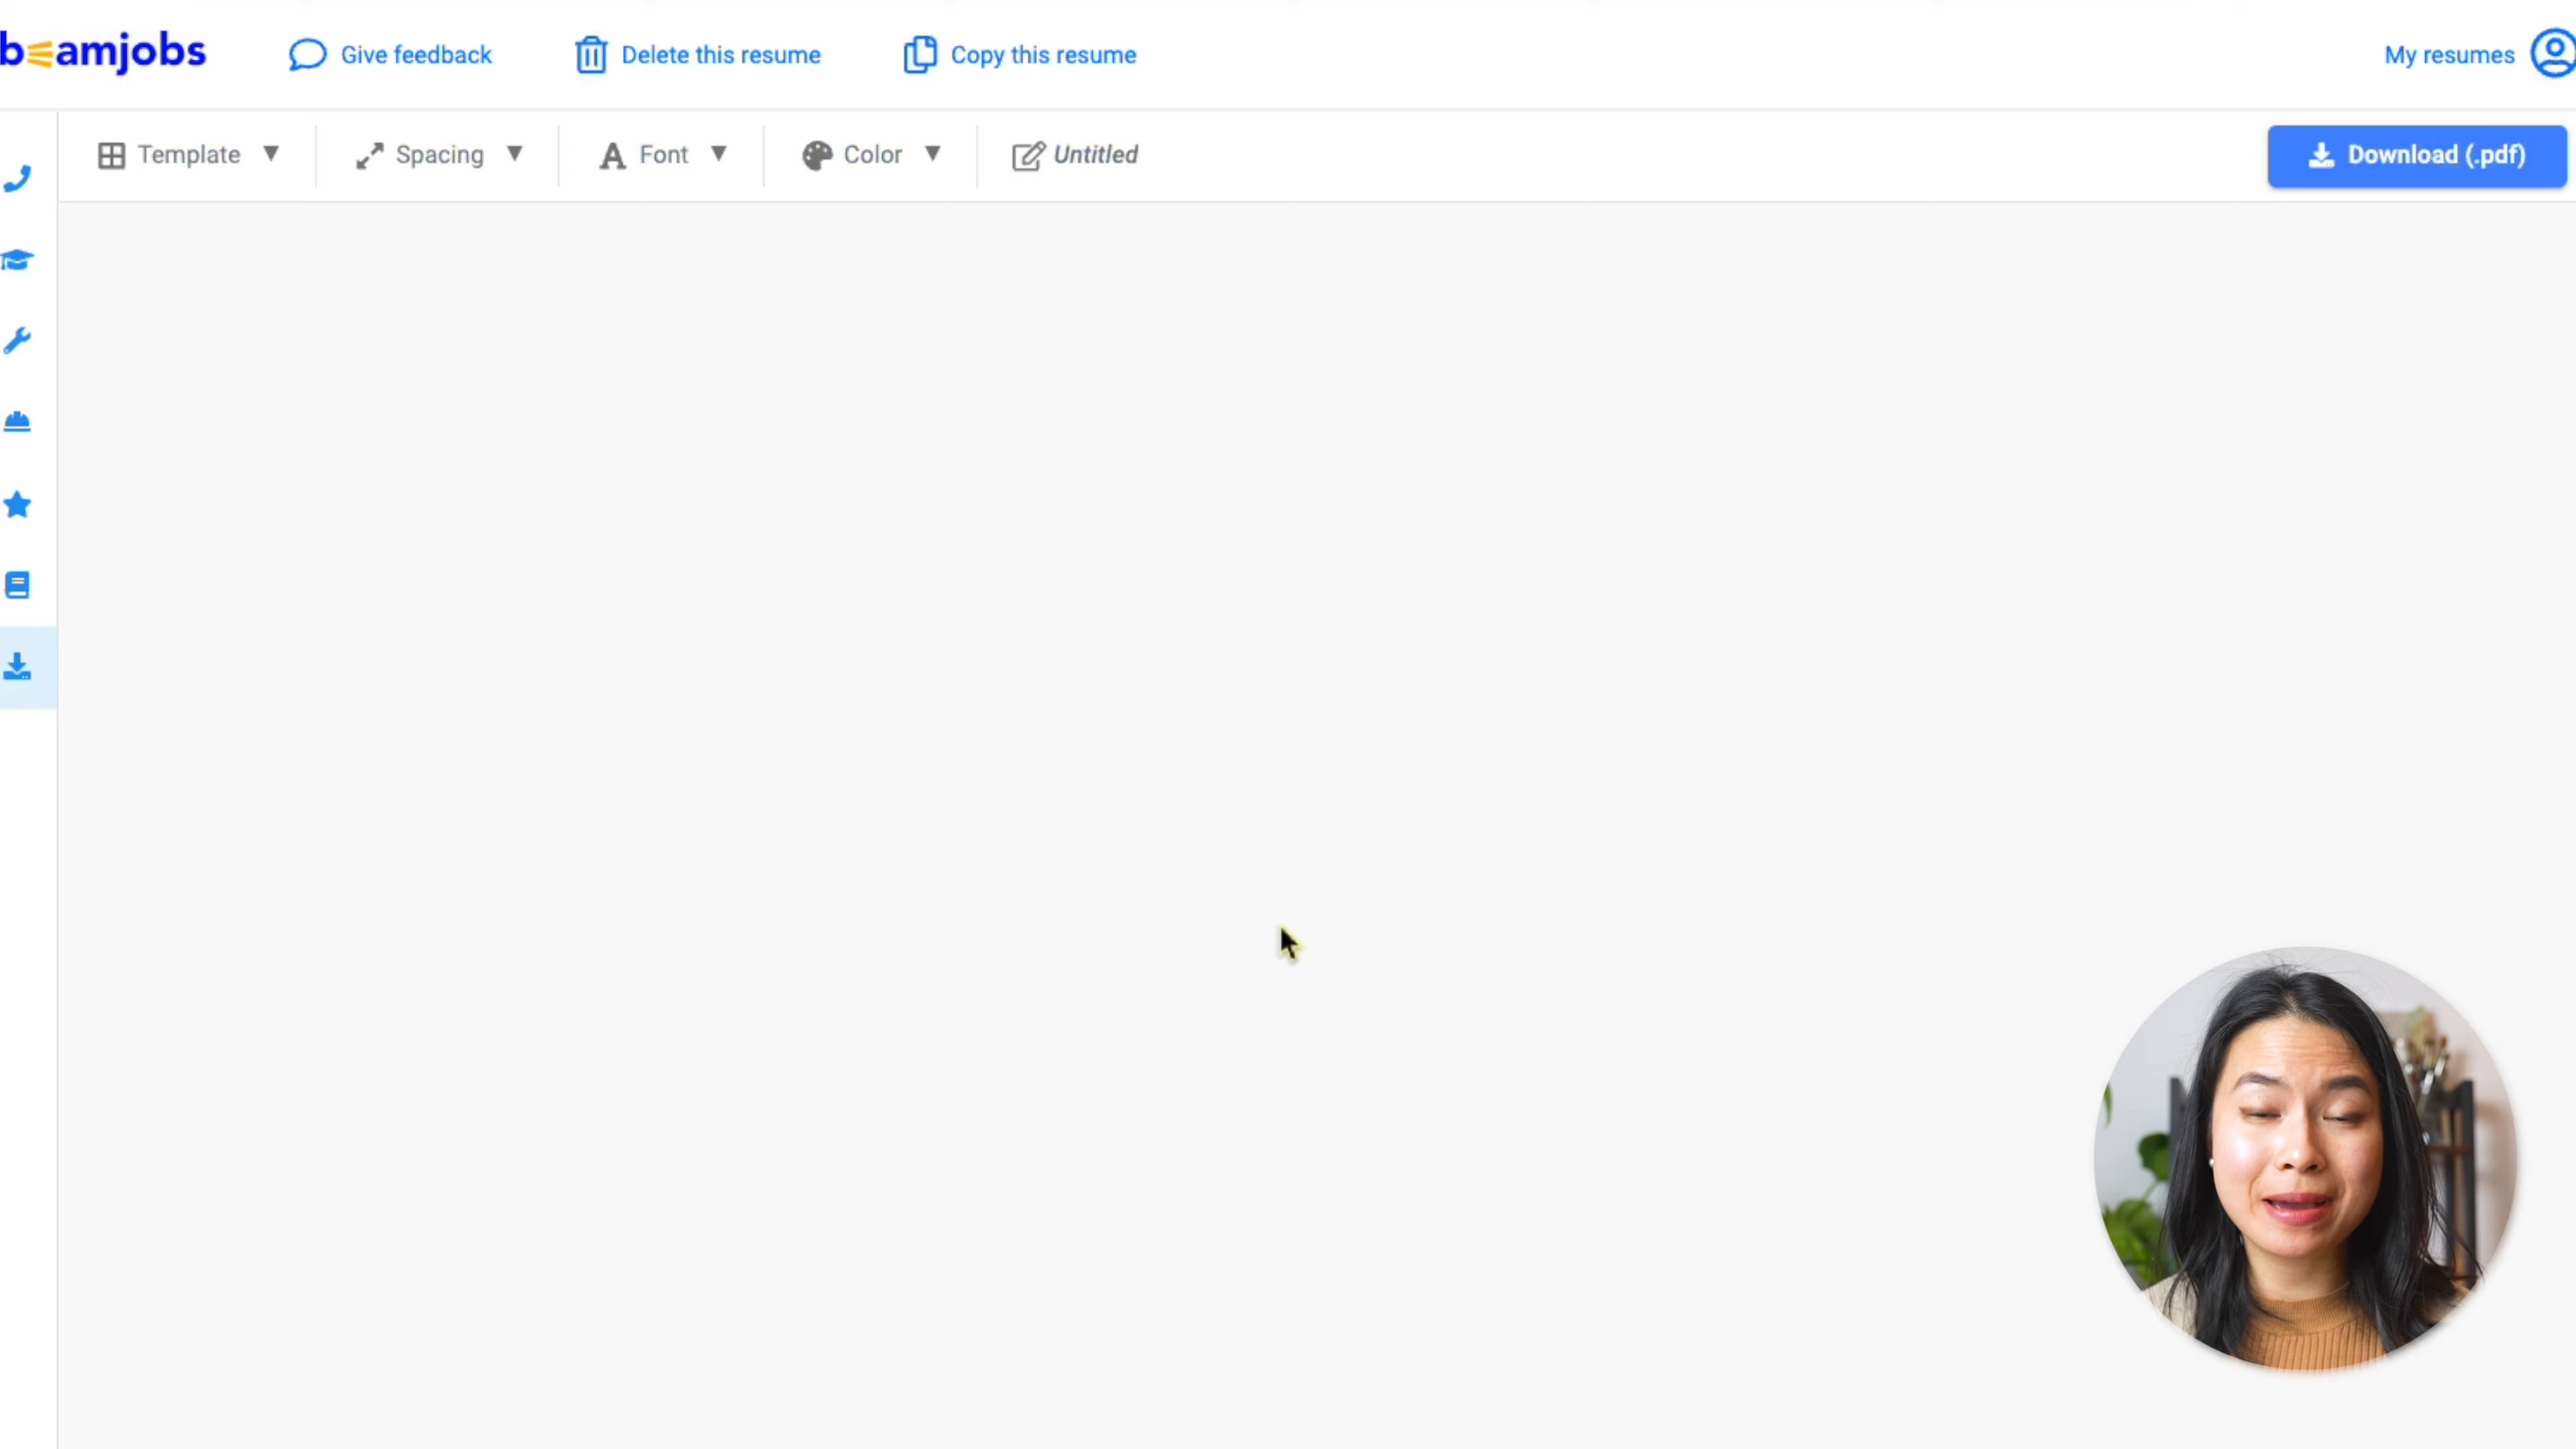 beamjobs
Give feedback
Delete this resume
Copy this resume
My resumes
Template
Spacing
Font
Color
Untitled
Download (.pdf)